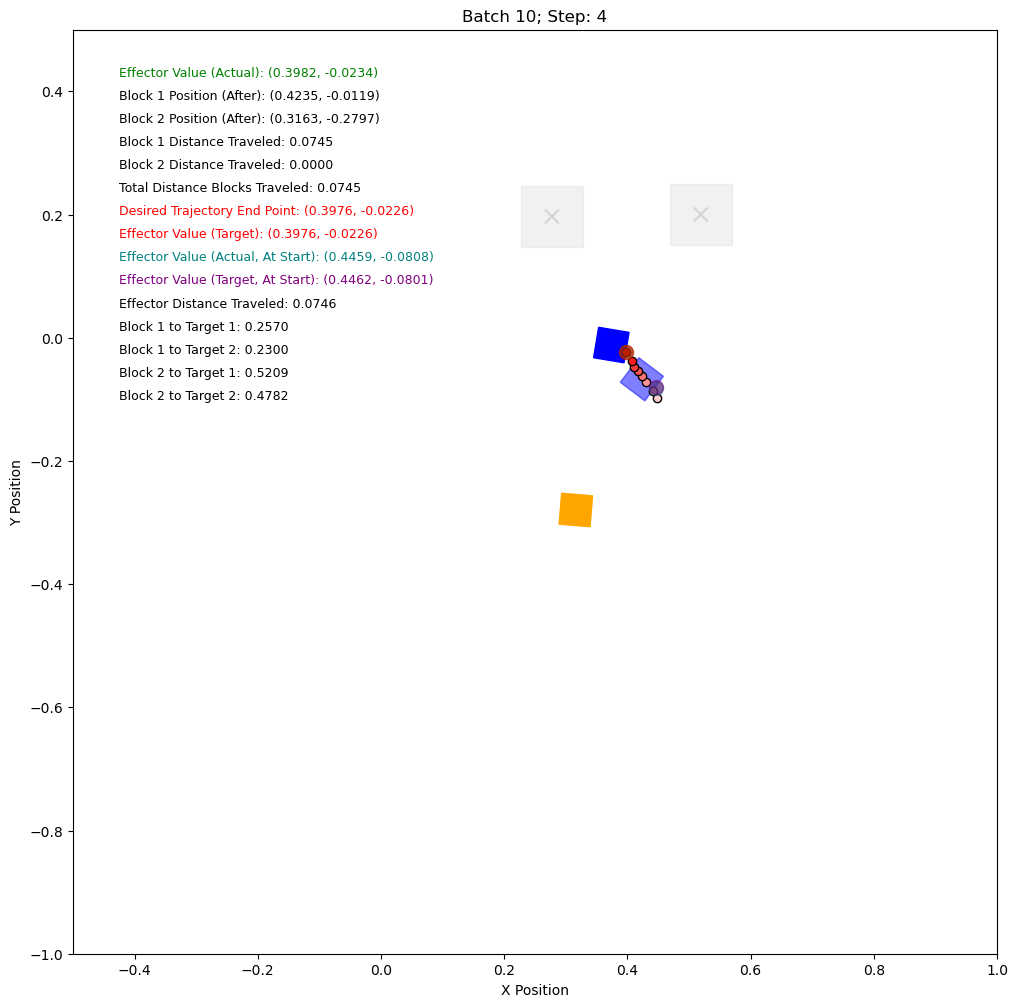 Batch 10; Step: 4
Effector Value (Actual): (0.3982, -0.0234)
Block 1 Position (After): (0.4235, -0.0119)
Block 2 Position (After): (0.3163, -0.2797)
Block 1 Distance Traveled: 0.0745
Block 2 Distance Traveled: 0.0000
Total Distance Blocks Traveled: 0.0745
Desired Trajectory End Point: (0.3976, -0.0226)
Effector Value (Target): (0.3976, -0.0226)
Effector Value (Actual, At Start): (0.4459, -0.0808)
Effector Value (Target, At Start): (0.4462, -0.0801)
Effector Distance Traveled: 0.0746
Block 1 to Target 1: 0.2570
Block 1 to Target 2: 0.2300
Block 2 to Target 1: 0.5209
Block 2 to Target 2: 0.4782
Y Position
0.4
0.2
0.0
−0.2
−0.4
−0.6
−0.8
−1.0
−0.4
−0.2
0.0
0.2
0.4
0.6
0.8
1.0
X Position